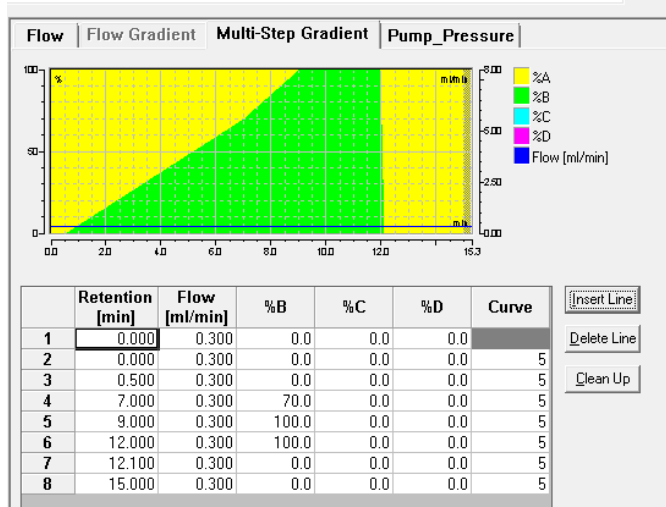 Flow Flow Gradient Multi-Step Gradient Pump_Pressure
100 % ml/min 8.00 %A
%B
%C
6.00 %D
50 Flow [ml/min]
2.50
min
0 0.00
0.0 2.0 4.0 6.0 8.0 10.0 12.0 15.3
Retention [min] Flow [ml/min] %B %C %D Curve Insert Line
1 0.000 0.300 0.0 0.0 0.0 Delete Line
2 0.000 0.300 0.0 0.0 0.0 5
3 0.500 0.300 0.0 0.0 0.0 5 Clean Up
4 7.000 0.300 70.0 0.0 0.0 5
5 9.000 0.300 100.0 0.0 0.0 5
6 12.000 0.300 100.0 0.0 0.0 5
7 12.100 0.300 0.0 0.0 0.0 5
8 15.000 0.300 0.0 0.0 0.0 5